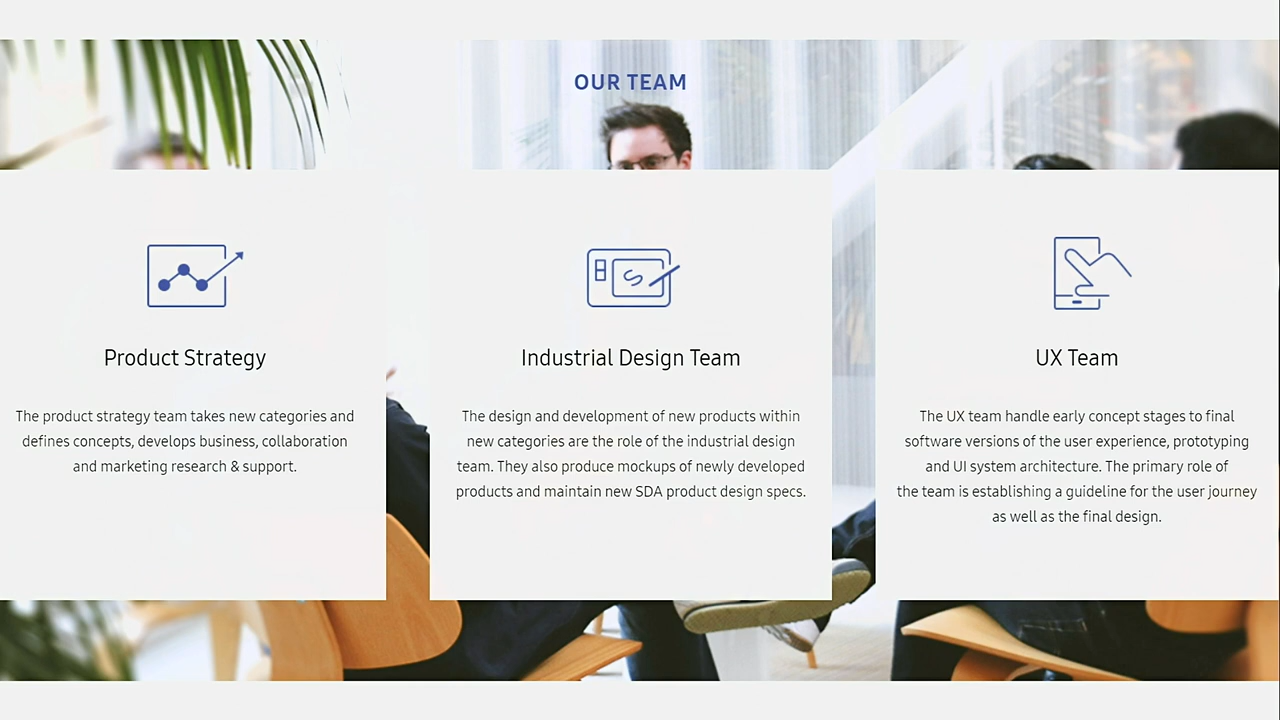 OUR TEAM
Product Strategy
The product strategy team takes new categories and
defines concepts, develops business, collaboration
and marketing research & support.
Industrial Design Team
The design and development of new products within
new categories are the role of the industrial design
team. They also produce mockups of newly developed
products and maintain new SDA product design specs.
UX Team
The UX team handle early concept stages to final
software versions of the user experience, prototyping
and UI system architecture. The primary role of
the team is establishing a guideline for the user journey
as well as the final design.